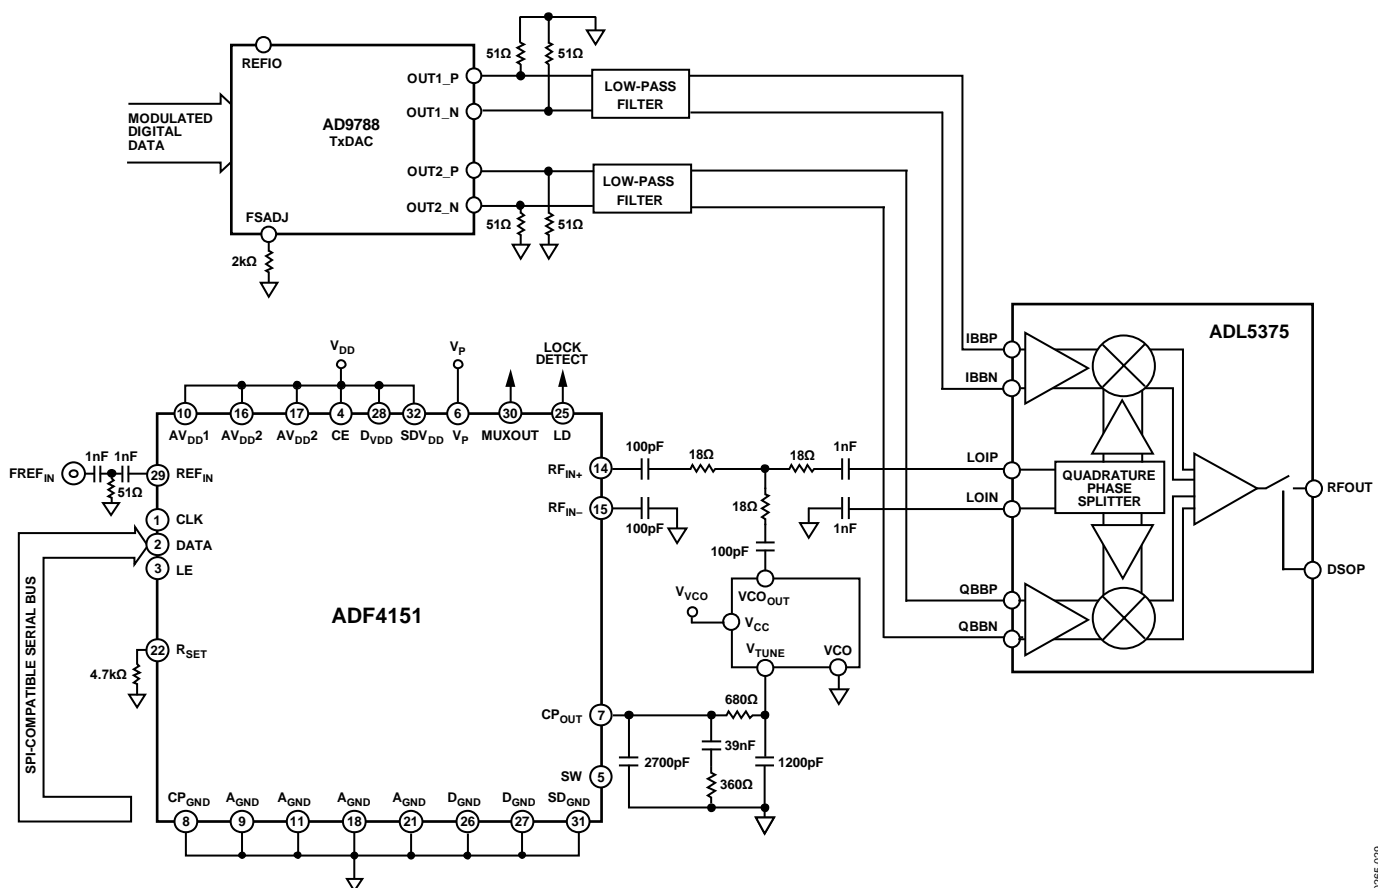 51Ω
51Ω
REFIO
OUT1_P
LOW-PASS
FILTER
OUT1_N
MODULATED
DIGITAL
DATA
AD9788
TxDAC
OUT2_P
LOW-PASS
FILTER
OUT2_N
FSADJ
51Ω
51Ω
2kΩ
ADL5375
IBBP
IBBN
LOIP
LOIN
QUADRATURE
PHASE
SPLITTER
RFOUT
DSOP
QBBP
QBBN
VDD
VP
LOCK
DETECT
10
16
17
4
28
32
6
30
25
AVDD1
AVDD2
AVDD2
CE
DVDD
SDVDD
VP
MUXOUT
LD
1nF
1nF
FREFIN
51Ω
29
REFIN
1
CLK
2
DATA
3
LE
SPI-COMPATIBLE SERIAL BUS
ADF4151
22
RSET
4.7kΩ
RFIN+
14
100pF
18Ω
18Ω
1nF
RFIN–
15
100pF
18Ω
1nF
100pF
VVCO
VCOOUT
VCC
VTUNE
VCO
CPOUT
7
680Ω
39nF
2700pF
1200pF
360Ω
SW
5
CPGND
AGND
AGND
AGND
AGND
DGND
DGND
SDGND
8
9
11
18
21
26
27
31